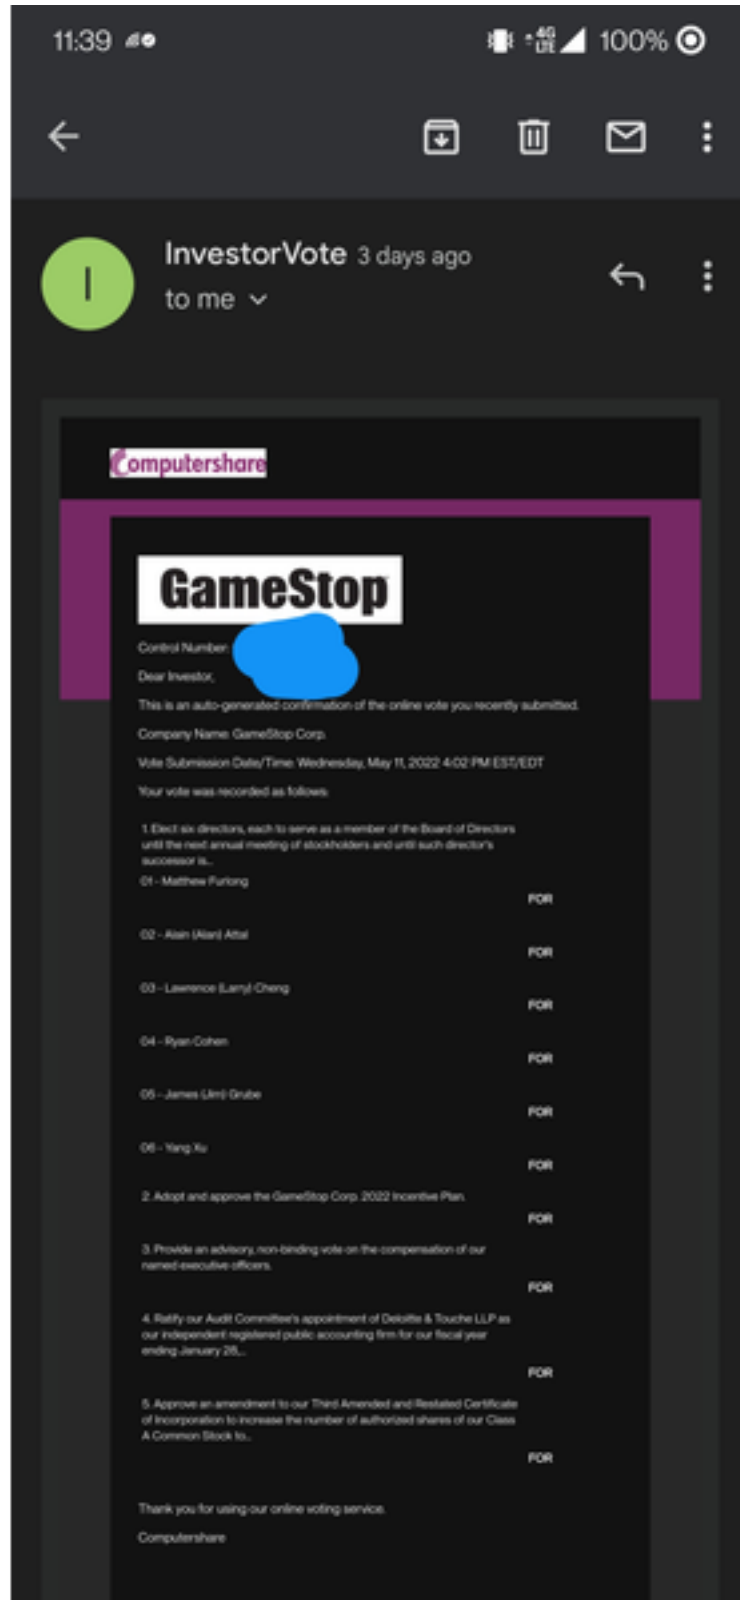 11:39
4G
LTE
100%
InvestorVote 3 days ago
I
to me
Computershare
GameStop
Control Number:
Dear Investor,
This is an auto-generated confirmation of the online vote you recently submitted.
Company Name: GameStop Corp.
Vote Submission Date/Time: Wednesday, May 11, 2022 4:02 PM EST/EDT
Your vote was recorded as follows:
1. Elect six directors, each to serve as a member of the Board of Directors
until the next annual meeting of stockholders and until such director's
successor is...
01 - Matthew Furlong
FOR
02 - Alain (Alan) Attal
FOR
03 - Lawrence (Larry) Cheng
FOR
04 - Ryan Cohen
FOR
05 - James (Jim) Grube
FOR
06 - Yang Xu
FOR
2. Adopt and approve the GameStop Corp. 2022 Incentive Plan.
FOR
3. Provide an advisory, non-binding vote on the compensation of our
named executive officers.
FOR
4. Ratify our Audit Committee's appointment of Deloitte & Touche LLP as
our independent registered public accounting firm for our fiscal year
ending January 28,...
FOR
5. Approve an amendment to our Third Amended and Restated Certificate
of Incorporation to increase the number of authorized shares of our Class
A Common Stock to...
FOR
Thank you for using our online voting service.
Computershare